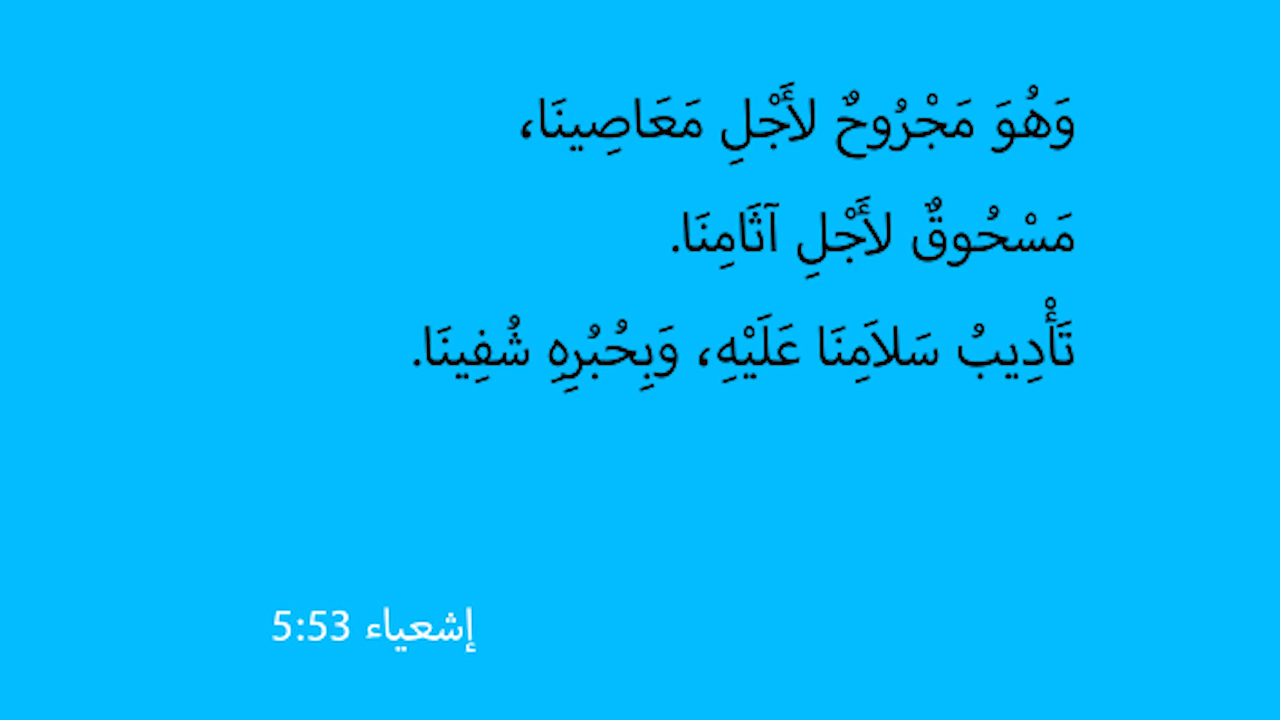 وَهُوَ مَجْرُوحٌ لأَجْلِ مَعَاصِينَا،
مَسْحُوقٌ لأَجْلِ آثَامِنَا.
تَأْدِيبُ سَلاَمِنَا عَلَيْهِ، وَبِحُبُرِهِ شُفِينَا.
إشعياء 5:53